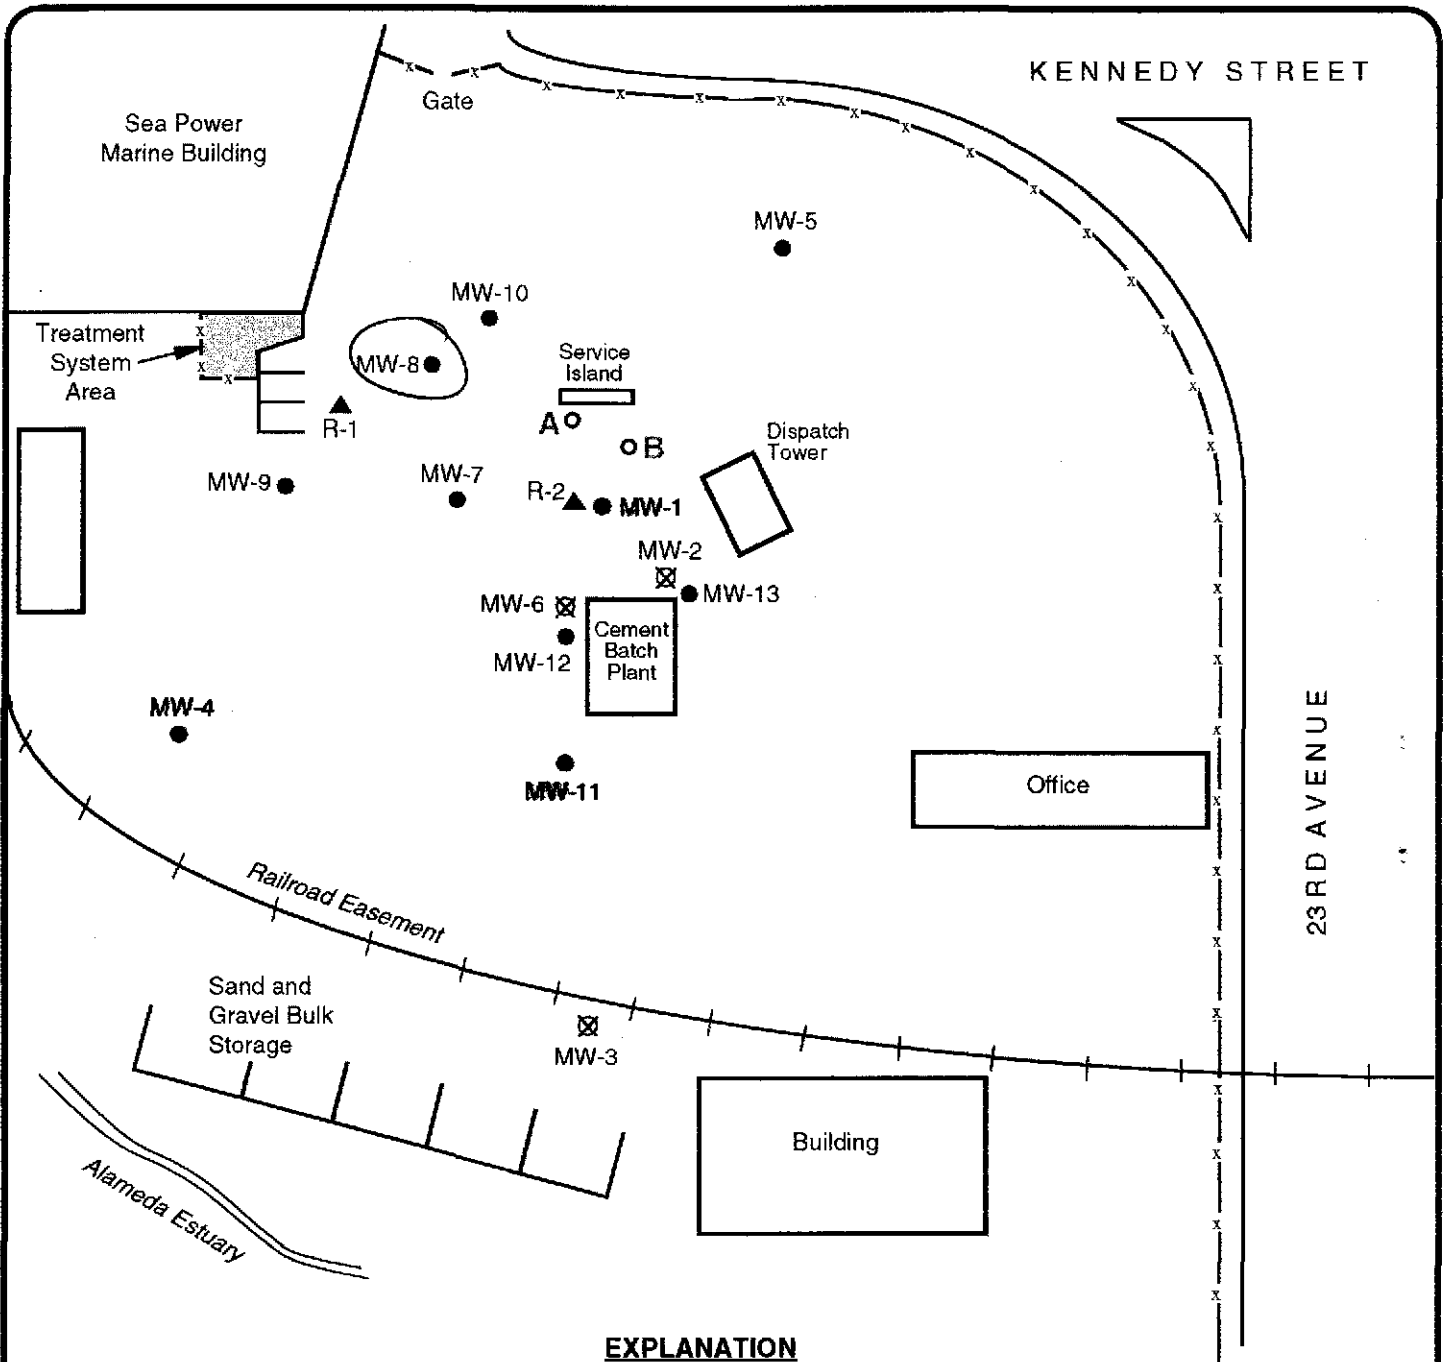 KENNEDY STREET
Gate
Sea Power
Marine Building
MW-5
MW-10
Treatment
System
Area
MW-8
Service
Island
R-1
A
B
Dispatch
Tower
MW-9
MW-7
R-2
MW-1
MW-2
MW-13
MW-6
Cement
Batch
Plant
MW-12
MW-4
MW-11
Office
23RD AVENUE
Railroad Easement
Sand and
Gravel Bulk
Storage
MW-3
Building
Alameda Estuary
EXPLANATION